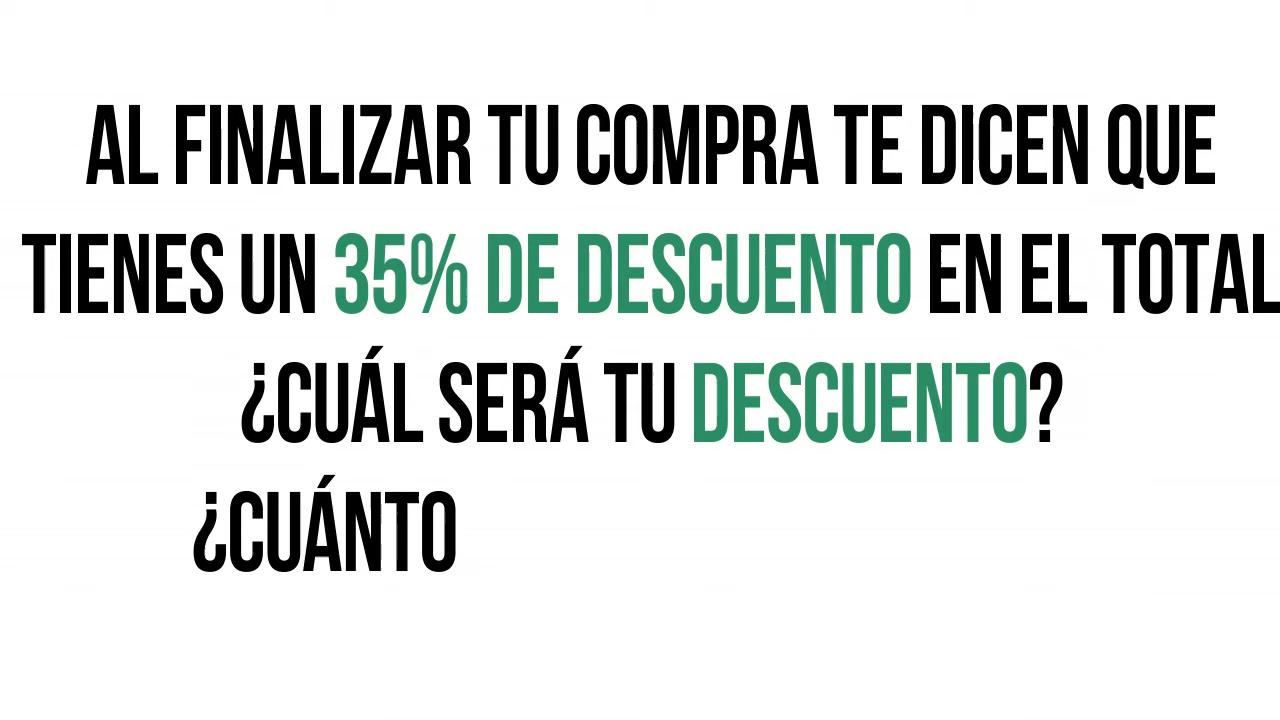 AL FINALIZAR TU COMPRA TE DICEN QUE
TIENES UN 35% DE DESCUENTO EN EL TOTAL
¿CUÁL SERÁ TU DESCUENTO?
¿CUÁNTO